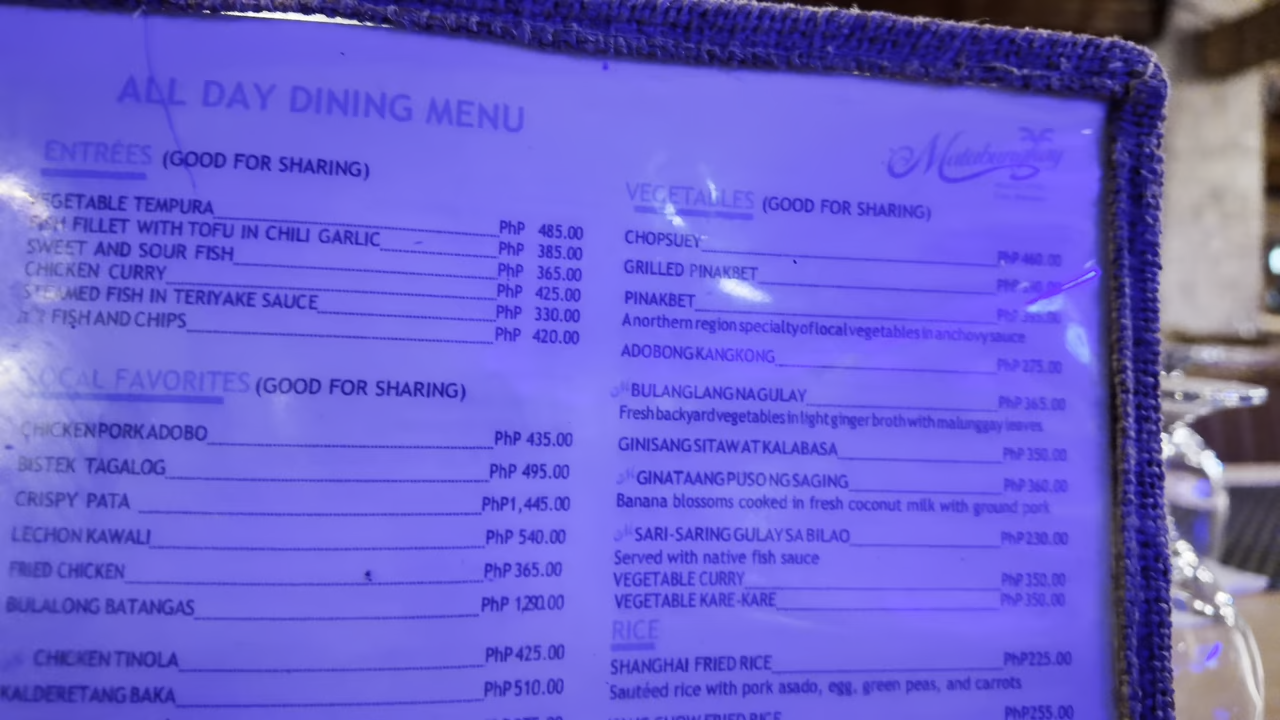 ALL DAY DINING MENU
ENTRÉES (GOOD FOR SHARING)
VEGETABLE TEMPURA PhP 485.00
FISH FILLET WITH TOFU IN CHILI GARLIC PhP 385.00
SWEET AND SOUR FISH PhP 365.00
CHICKEN CURRY PhP 425.00
STEAMED FISH IN TERIYAKE SAUCE PhP 330.00
FISH AND CHIPS PhP 420.00
LOCAL FAVORITES (GOOD FOR SHARING)
CHICKEN PORK ADOBO PhP 435.00
BISTEK TAGALOG PhP 495.00
CRISPY PATA PhP1,445.00
LECHON KAWALI PhP 540.00
FRIED CHICKEN PhP 365.00
BULALONG BATANGAS PhP 1,290.00
CHICKEN TINOLA PhP 425.00
KALDERETANG BAKA PhP 510.00
Matabungkay
VEGETABLES (GOOD FOR SHARING)
CHOPSUEY PhP 460.00
GRILLED PINAKBET PhP
PINAKBET PhP
A northern region specialty of local vegetables in anchovy sauce
ADOBONG KANGKONG PhP 275.00
BULANGLANG NA GULAY PhP 365.00
Fresh backyard vegetables in light ginger broth with malunggay leaves
GINISANG SITAW AT KALABASA PhP 350.00
GINATAANG PUSO NG SAGING PhP 360.00
Banana blossoms cooked in fresh coconut milk with ground pork
SARI-SARING GULAY SA BILAO PhP 230.00
Served with native fish sauce
VEGETABLE CURRY PhP 350.00
VEGETABLE KARE-KARE PhP 350.00
RICE
SHANGHAI FRIED RICE PhP225.00
Sautéed rice with pork asado, egg, green peas, and carrots
FRIED RICE PhP255.00